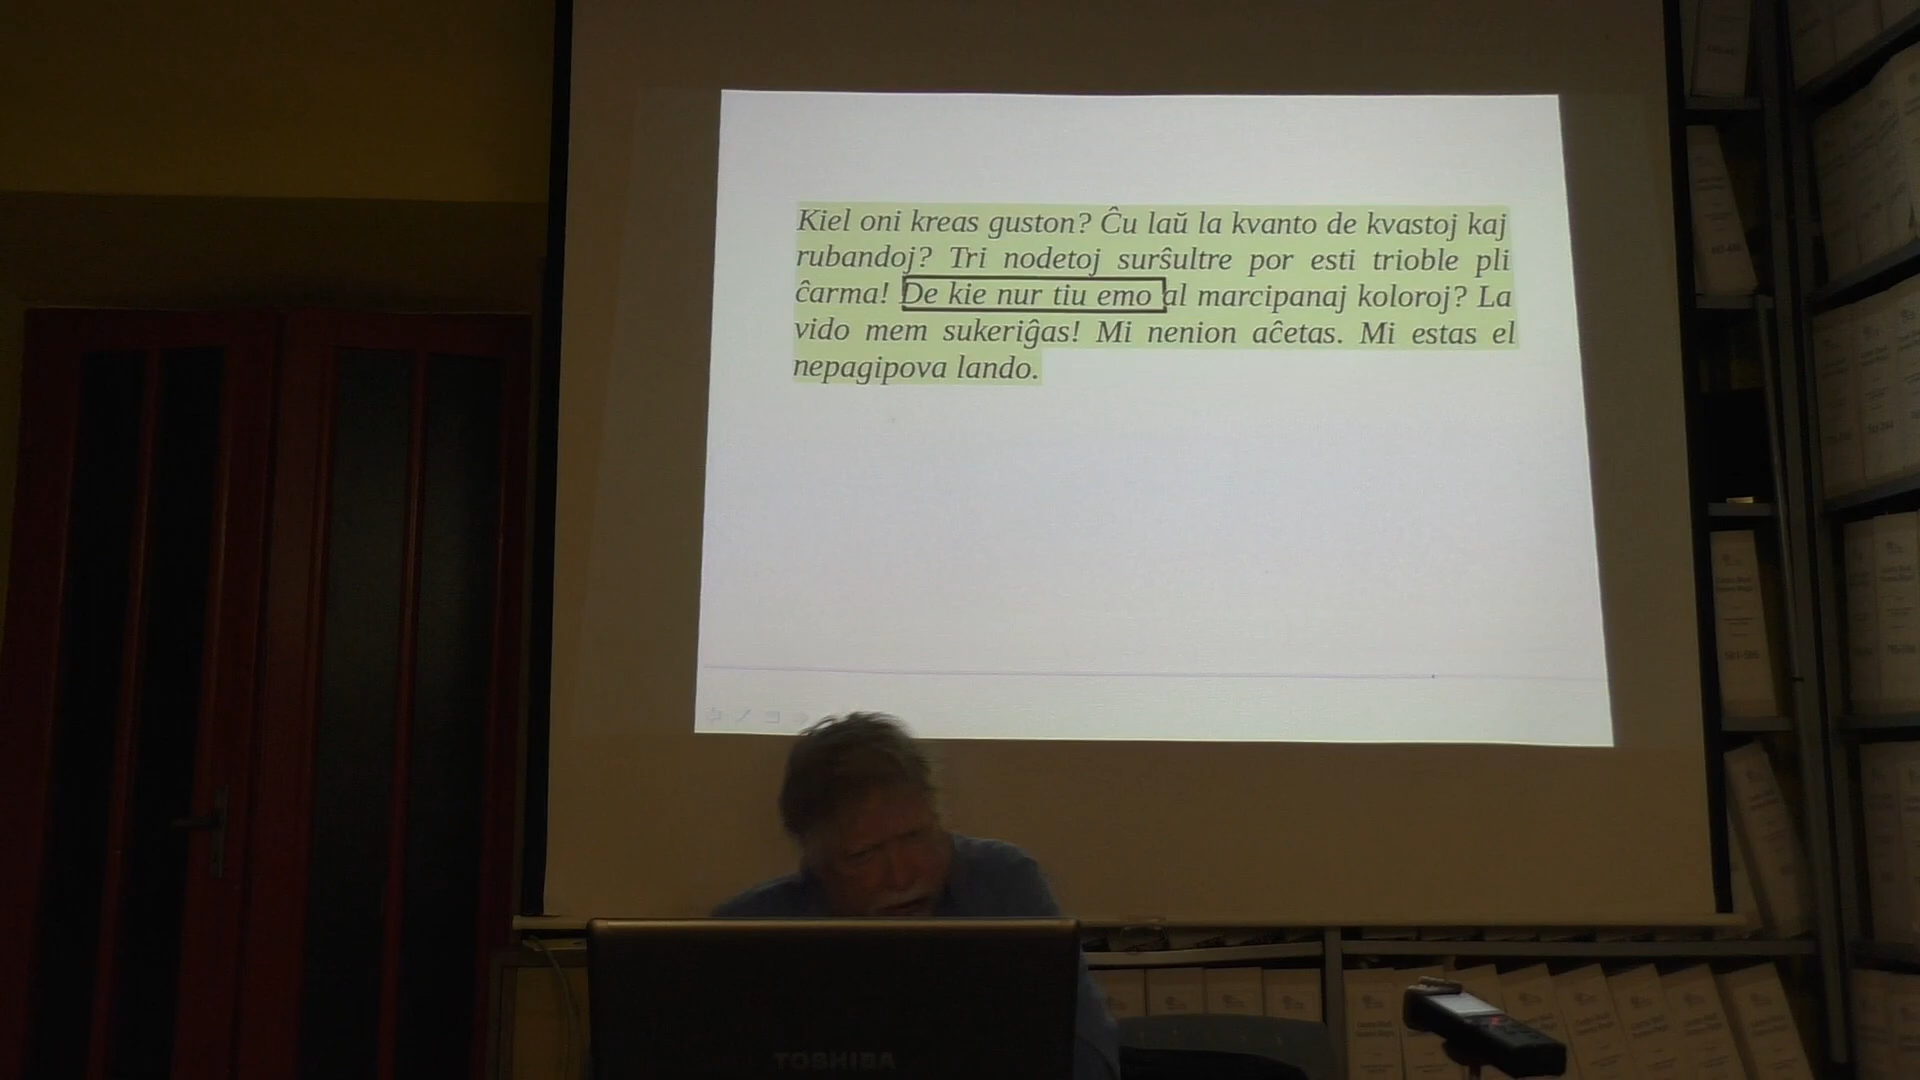 Kiel oni kreas guston? Ĉu laŭ la kvanto de kvastoj kaj
rubandoj? Tri nodetoj surŝultre por esti trioble pli
ĉarma! De kie nur tiu emo al marcipanaj koloroj? La
vido mem sukeriĝas! Mi nenion aĉetas. Mi estas el
nepagipova lando.
TOSHIBA